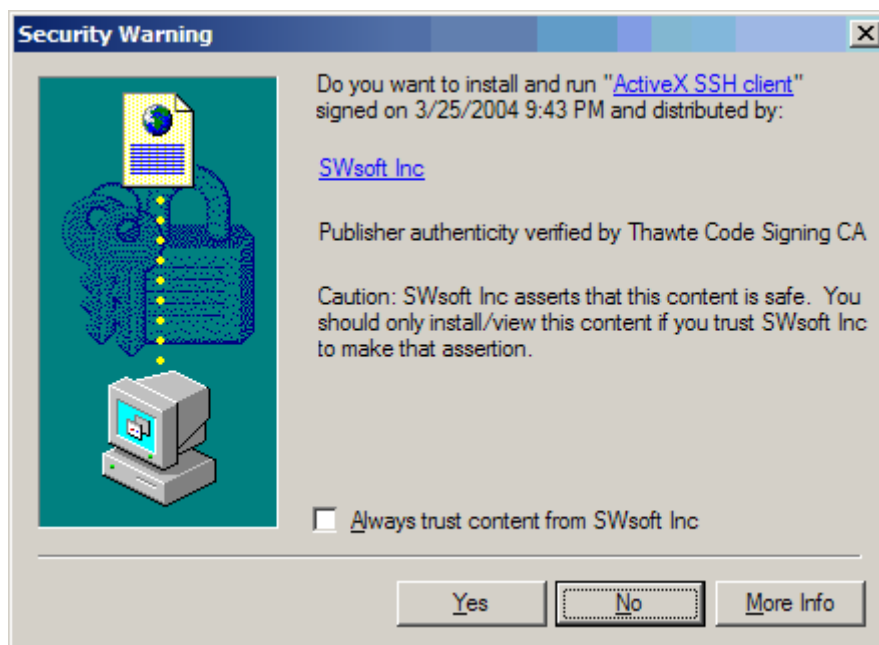 Security Warning
Do you want to install and run "ActiveX SSH client"
signed on 3/25/2004 9:43 PM and distributed by:
SWsoft Inc
Publisher authenticity verified by Thawte Code Signing CA
Caution: SWsoft Inc asserts that this content is safe.  You
should only install/view this content if you trust SWsoft Inc
to make that assertion.
Always trust content from SWsoft Inc
Yes No More Info